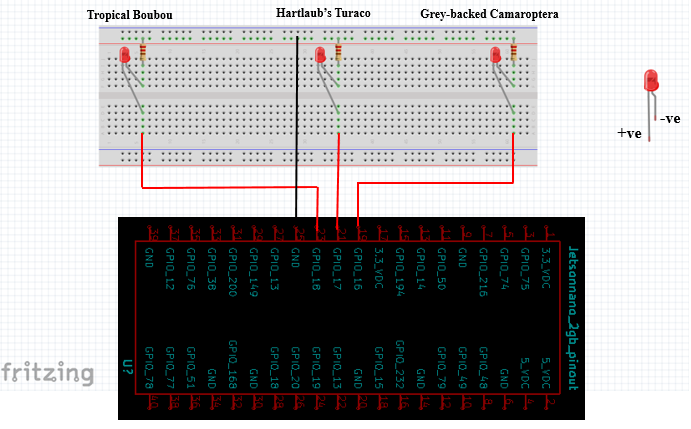 Tropical Boubou
Hartlaub's Turaco
Grey-backed Camaroptera
-ve
+ve
GND
GPIO_12
GPIO_76
GPIO_38
GPIO_200
GPIO_149
GPIO_13
GND
GPIO_18
GPIO_17
GPIO_16
3.3_VDC
GPIO_194
GPIO_14
GPIO_50
GND
GPIO_216
GPIO_74
GPIO_75
3.3_VDC
Jetsonnano_2gb_pinout
fritzing
U?
GPIO_78
GPIO_77
GPIO_51
GND
GPIO_168
GND
GPIO_18
GPIO_20
GPIO_19
GPIO_13
GND
GPIO_15
GPIO_232
GND
GPIO_79
GPIO_49
GPIO_48
GND
5_VDC
5_VDC